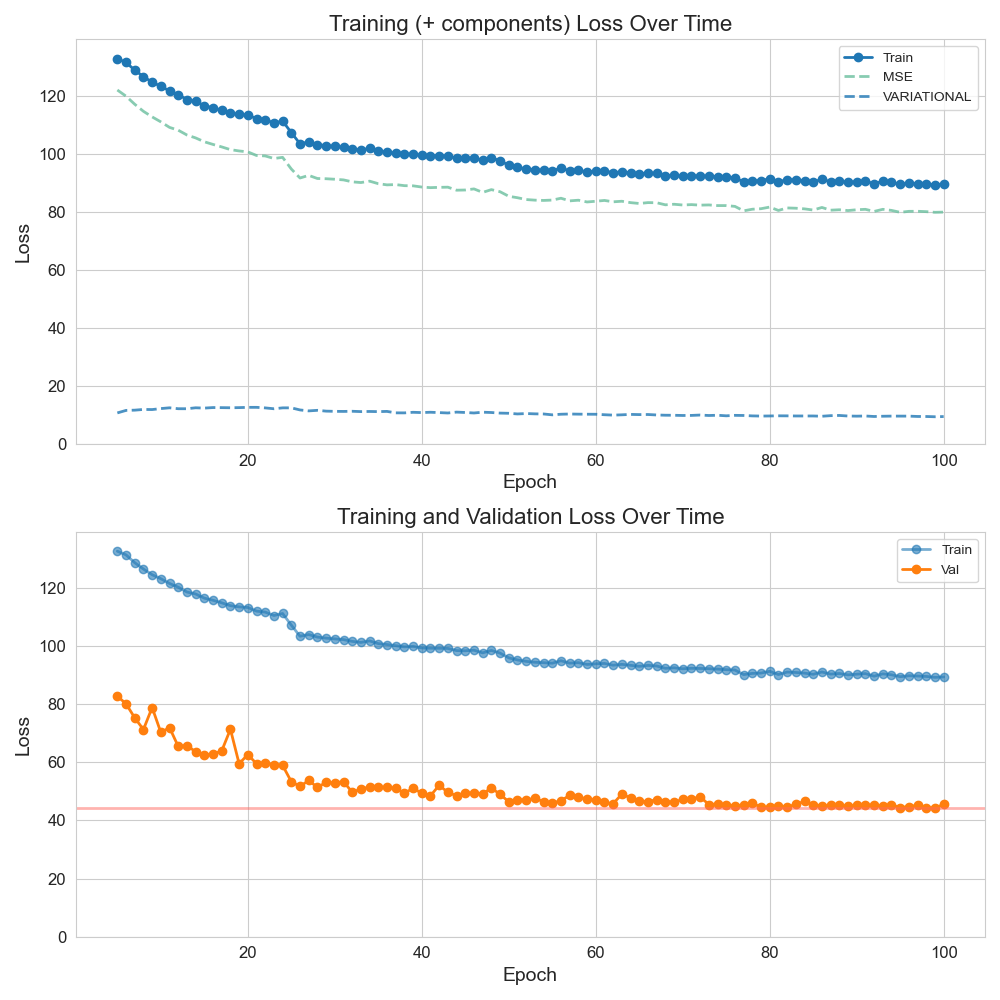 Training (+ components) Loss Over Time
Train
MSE
VARIATIONAL
120
100
80
60
40
20
0
Loss
20 40 60 80 100
Epoch
Training and Validation Loss Over Time
Train
Val
120
100
80
60
40
20
0
Loss
20 40 60 80 100
Epoch